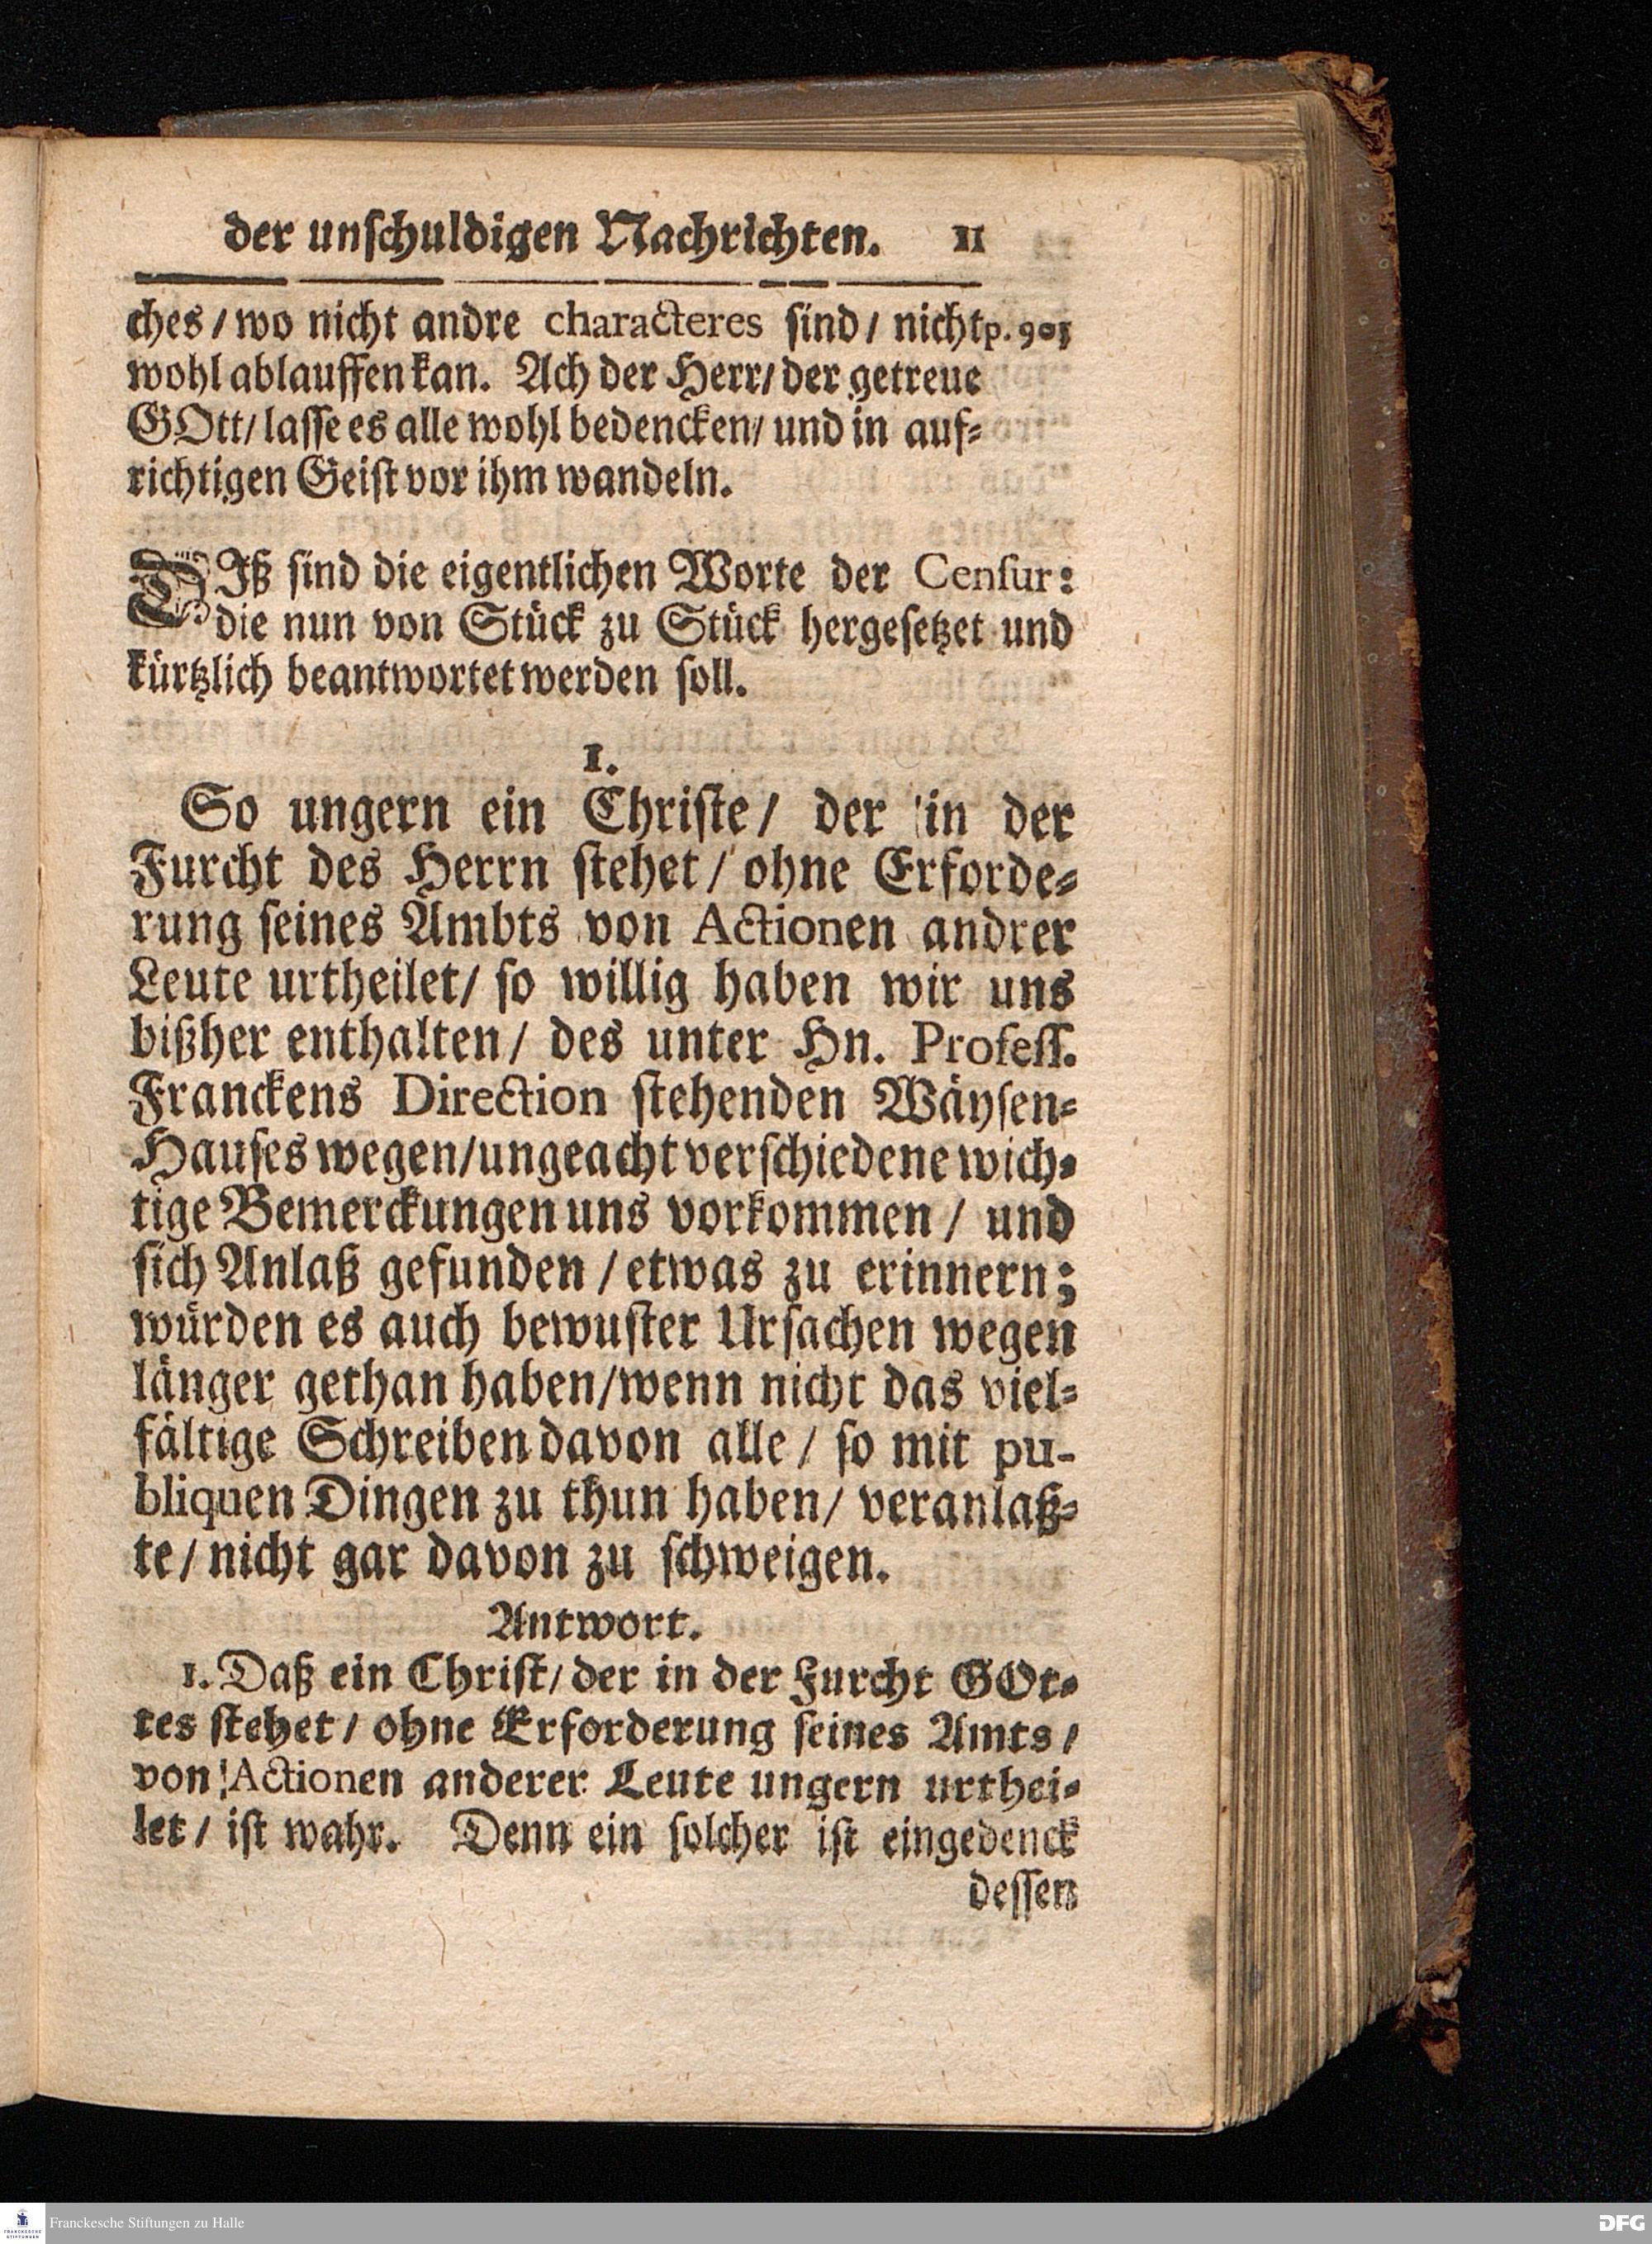 der unſchuldigen Nachrichten. 11
ches / wo nicht andre characteres ſind / nicht p. 903
wohl ablauffen kan. Ach der Herr / der getreue
GOtt / laſſe es alle wohl bedencken / und in auf⸗
richtigen Geiſt vor ihm wandeln.
DIß ſind die eigentlichen Worte der Cenſur:
die nun von Stück zu Stück hergeſetzet und
kürtzlich beantwortet werden ſoll.
1.
So ungern ein Chriſte / der in der
Furcht des Herrn ſtehet / ohne Erforde⸗
rung ſeines Ambts von Actionen andrer
Leute urtheilet / ſo willig haben wir uns
bißher enthalten / des unter Hn. Profeſſ.
Franckens Direction ſtehenden Wäyſen⸗
Hauſes wegen / ungeacht verſchiedene wich⸗
tige Bemerckungen uns vorkommen / und
ſich Anlaß gefunden / etwas zu erinnern;
würden es auch bewuſter Urſachen wegen
länger gethan haben / wenn nicht das viel⸗
fältige Schreiben davon alle / ſo mit pu-
bliquen Dingen zu thun haben / veranlaß⸗
te / nicht gar davon zu ſchweigen.
Antwort.
1. Daß ein Chriſt / der in der Furcht GOt⸗
tes ſtehet / ohne Erforderung ſeines Amts /
von Actionen anderer Leute ungern urthei⸗
let / iſt wahr. Denn ein ſolcher iſt eingedenck
deſſen
FRANCKESCHE STIFTUNGEN
Franckesche Stiftungen zu Halle
DFG